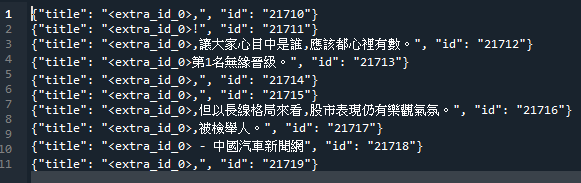 1 {"title": "<extra_id_0>,", "id": "21710"}
2 {"title": "<extra_id_0>!", "id": "21711"}
3 {"title": "<extra_id_0>,讓大家心目中是誰,應該都心裡有數。", "id": "21712"}
4 {"title": "<extra_id_0>第1名無緣晉級。", "id": "21713"}
5 {"title": "<extra_id_0>,", "id": "21714"}
6 {"title": "<extra_id_0>,", "id": "21715"}
7 {"title": "<extra_id_0>,但以長線格局來看,股市表現仍有樂觀氣氛。", "id": "21716"}
8 {"title": "<extra_id_0>,被檢舉人。", "id": "21717"}
9 {"title": "<extra_id_0> - 中國汽車新聞網", "id": "21718"}
10 {"title": "<extra_id_0>,", "id": "21719"}
11